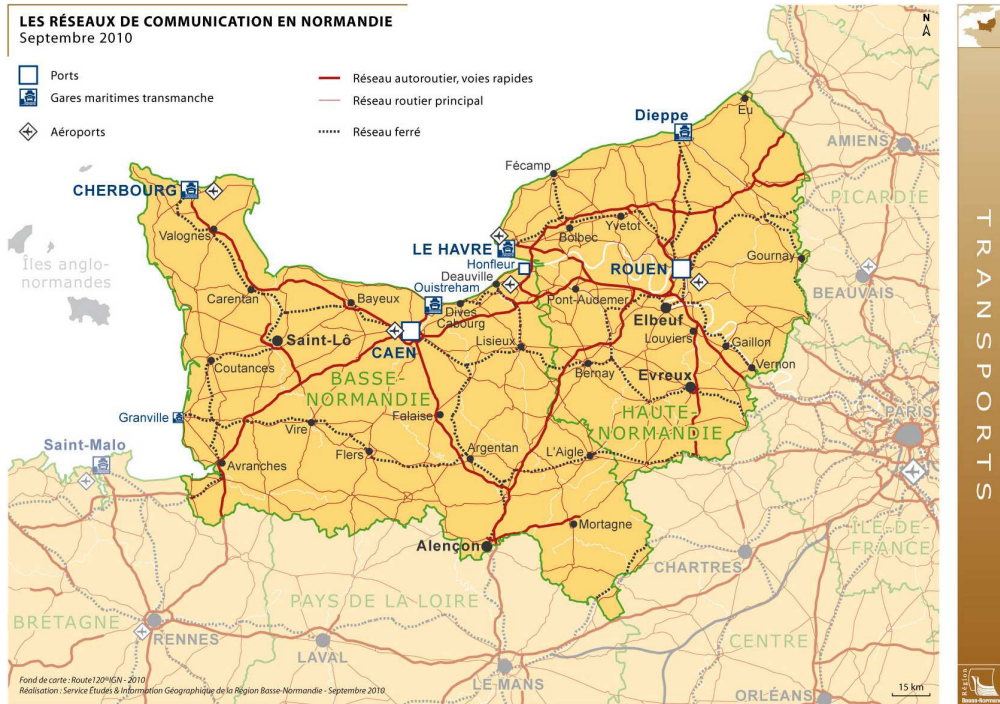 LES RÉSEAUX DE COMMUNICATION EN NORMANDIE
Septembre 2010
Ports
Gares maritimes transmanche
Aéroports
Réseau autoroutier, voies rapides
Réseau routier principal
Réseau ferré
N
TRANSPORTS
Eu
Dieppe
AMIENS
Fécamp
PICARDIE
CHERBOURG
Valognes
Yvetot
Bolbec
LE HAVRE
Honfleur
ROUEN
Gournay
Îles anglo-
normandes
Deauville
Ouistreham
BEAUVAIS
Carentan
Bayeux
Pont-Audemer
Dives
Cabourg
Elbeuf
Saint-Lô
CAEN
Lisieux
Louviers
Gaillon
Coutances
Bernay
Vernon
BASSE-
NORMANDIE
Evreux
Granville
Falaise
HAUTE-
NORMANDIE
PARIS
Vire
Saint-Malo
Flers
Argentan
L'Aigle
Avranches
Mortagne
ÎLE-DE-
FRANCE
Alençon
CHARTRES
PAYS DE LA LOIRE
BRETAGNE
RENNES
LAVAL
CENTRE
LE MANS
ORLÉANS
Fond de carte : Route120®IGN - 2010
Réalisation : Service Études & Information Géographique de la Région Basse-Normandie - Septembre 2010
15 km
Région
Basse-Normandie